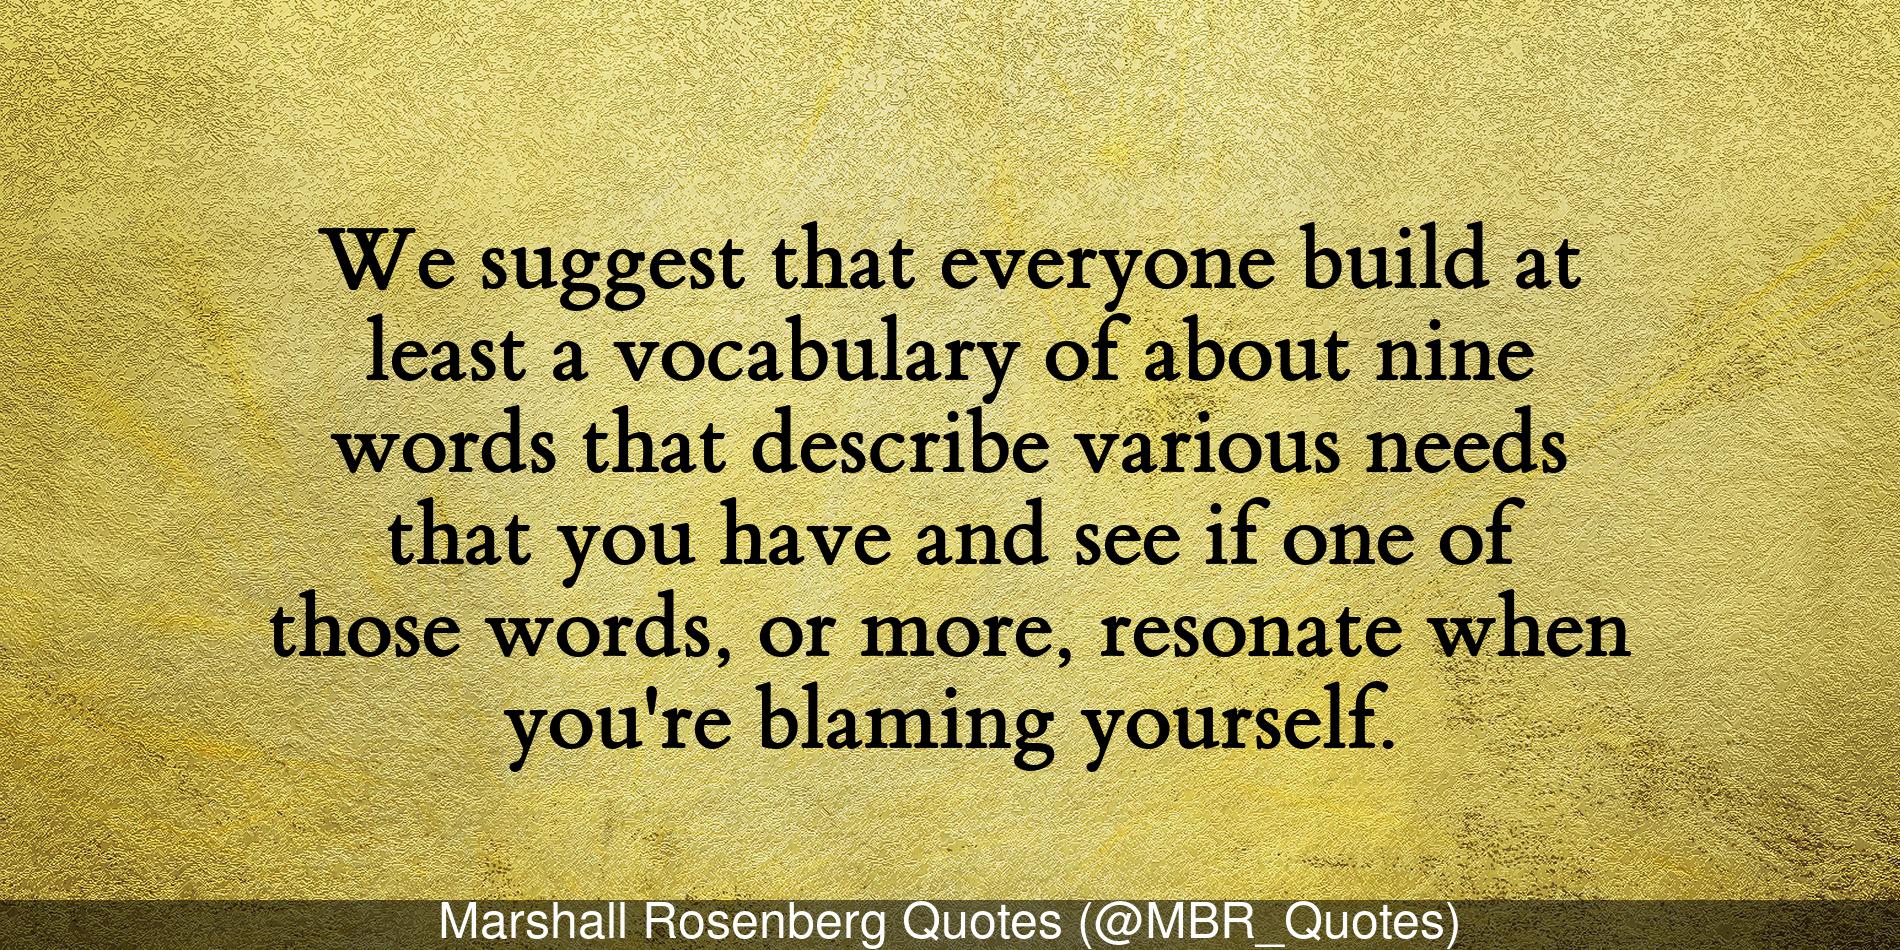 We suggest that everyone build at
least a vocabulary of about nine
words that describe various needs
that you have and see if one of
those words, or more, resonate when
you're blaming yourself.
Marshall Rosenberg Quotes (@MBR_Quotes)